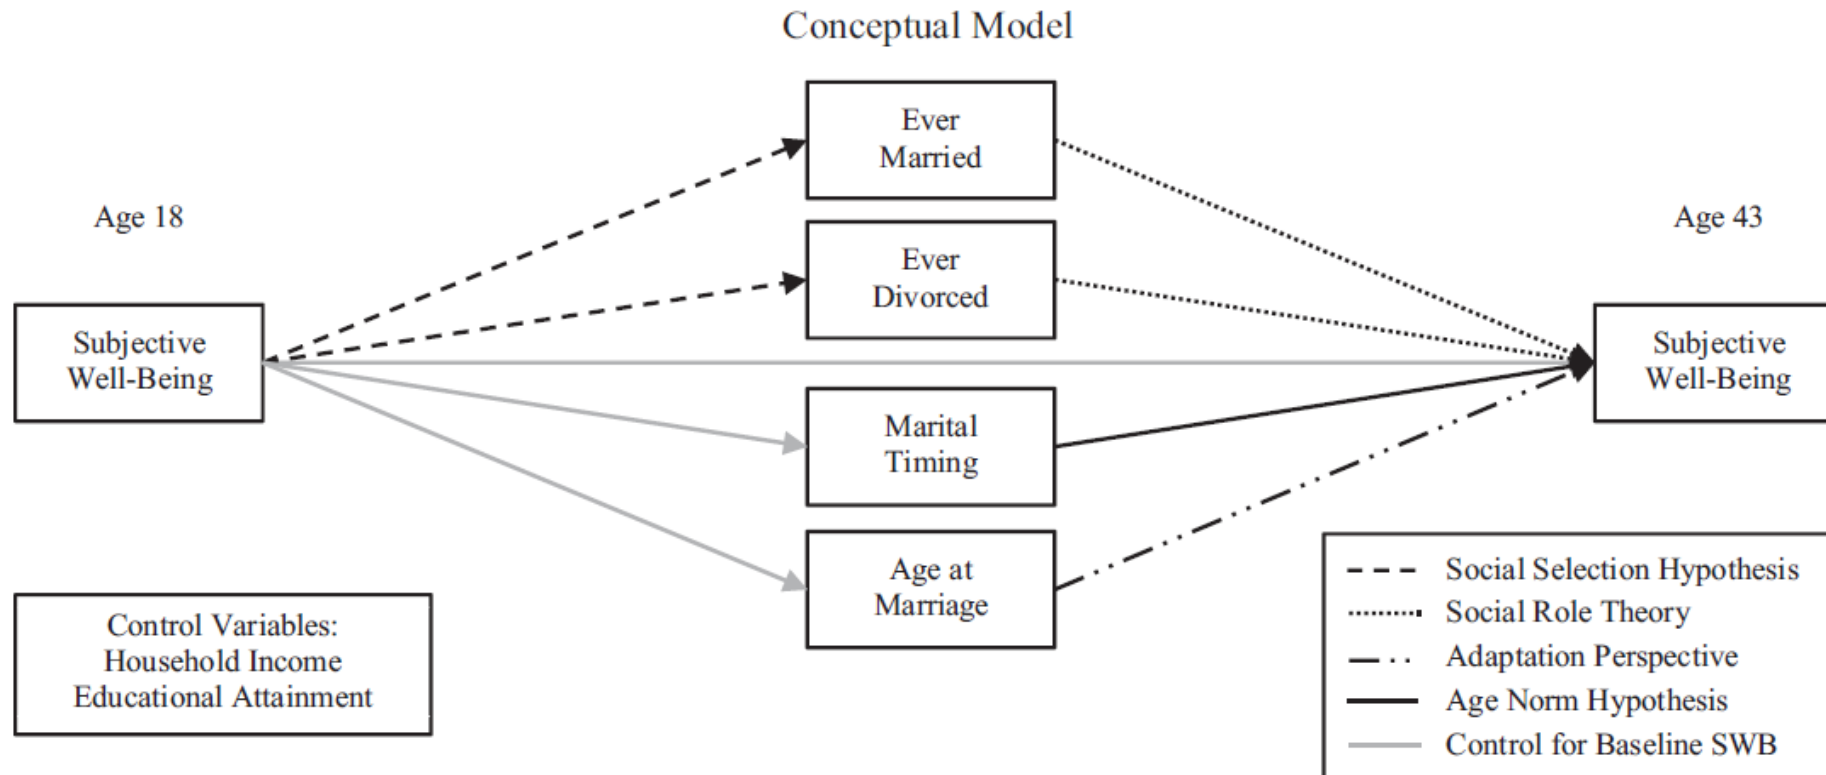 Conceptual Model
Ever
Married
Age 18
Age 43
Ever
Divorced
Subjective
Well-Being
Subjective
Well-Being
Marital
Timing
Age at
Marriage
Control Variables:
Household Income
Educational Attainment
Social Selection Hypothesis
Social Role Theory
Adaptation Perspective
Age Norm Hypothesis
Control for Baseline SWB